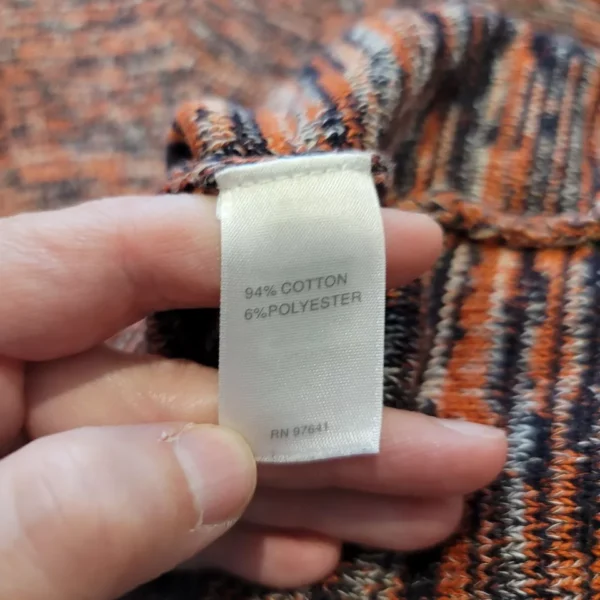 94% COTTON
6%POLYESTER
RN 97641